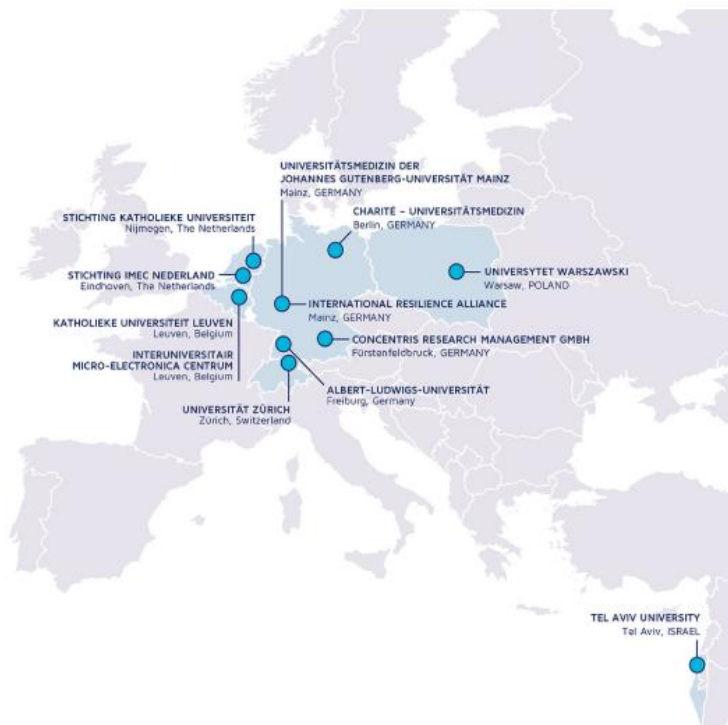 UNIVERSITÄTSMEDIZIN DER
JOHANNES GUTENBERG-UNIVERSITÄT MAINZ
Mainz, GERMANY
STICHTING KATHOLIEKE UNIVERSITEIT
Nijmegen, The Netherlands
CHARITÉ – UNIVERSITÄTSMEDIZIN
Berlin, GERMANY
STICHTING IMEC NEDERLAND
Eindhoven, The Netherlands
UNIVERSYTET WARSZAWSKI
Warsaw, POLAND
INTERNATIONAL RESILIENCE ALLIANCE
Mainz, GERMANY
KATHOLIEKE UNIVERSITEIT LEUVEN
Leuven, Belgium
CONCENTRIS RESEARCH MANAGEMENT GMBH
Fürstenfeldbruck, GERMANY
INTERUNIVERSITAIR
MICRO-ELECTRONICA CENTRUM
Leuven, Belgium
ALBERT-LUDWIGS-UNIVERSITÄT
Freiburg, Germany
UNIVERSITÄT ZÜRICH
Zürich, Switzerland
TEL AVIV UNIVERSITY
Tel Aviv, ISRAEL